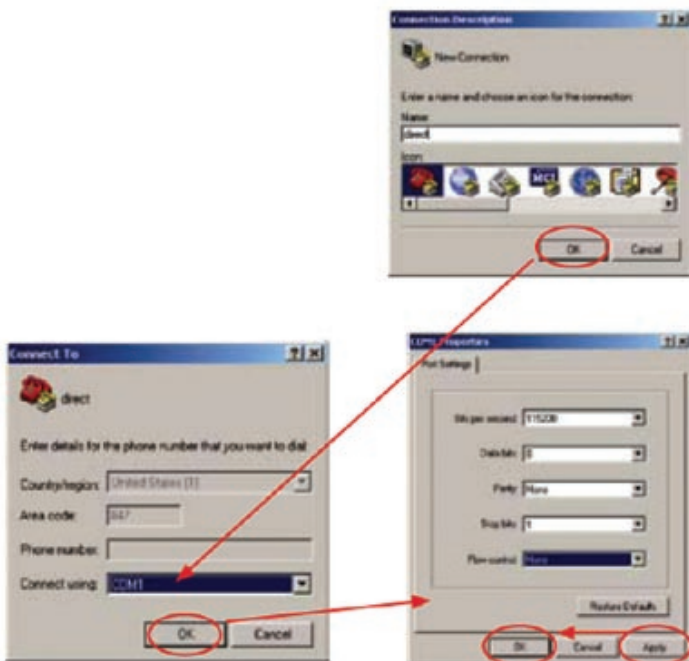 Connection Description
New Connection
Enter a name and choose an icon for the connection:
Name:
direct
Icon:
MCI
OK
Cancel
Connect To
direct
Enter details for the phone number that you want to dial:
Country/region:
United States (1)
Area code:
847
Phone number:
Connect using:
COM1
OK
Cancel
COM1 Properties
Port Settings
Bits per second:
115200
Data bits:
8
Parity:
None
Stop bits:
1
Flow control:
None
Restore Defaults
OK
Cancel
Apply